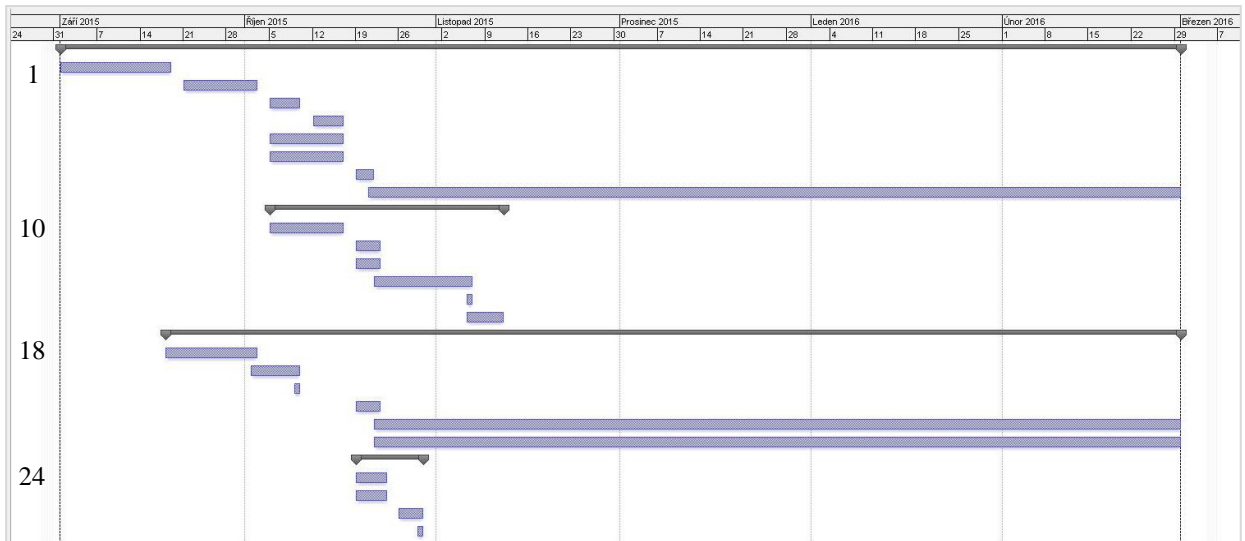 Září 2015 Říjen 2015 Listopad 2015 Prosinec 2015 Leden 2016 Únor 2016 Březen 2016
24 31 7 14 21 28 5 12 19 26 2 9 16 23 30 7 14 21 28 4 11 18 25 1 8 15 22 29 7
1
10
18
24